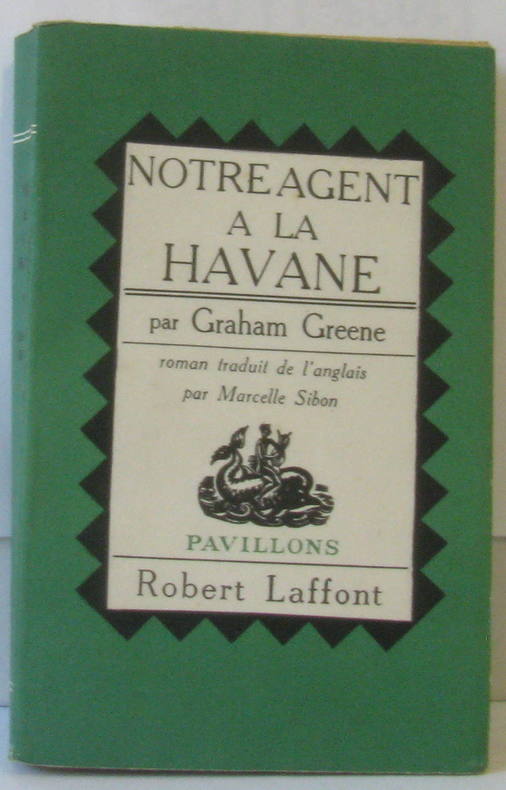 NOTRE AGENT
A LA
HAVANE
par Graham Greene
roman traduit de l'anglais
par Marcelle Sibon
PAVILLONS
Robert Laffont